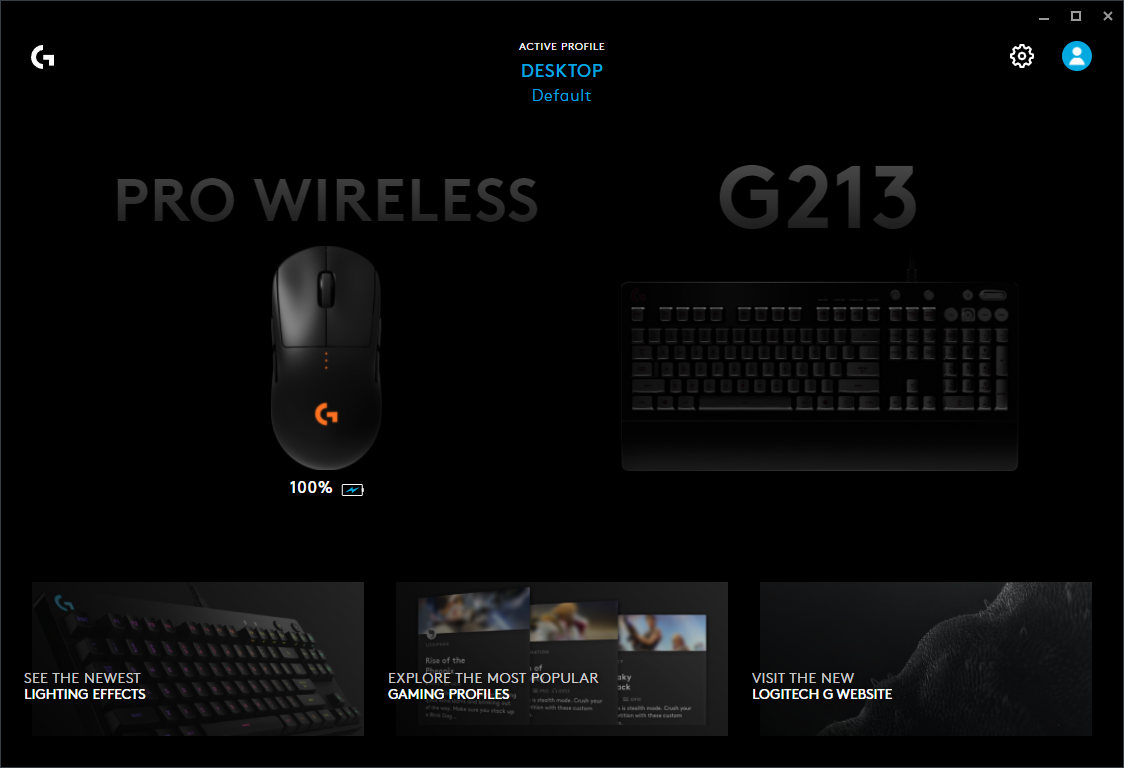 ACTIVE PROFILE
DESKTOP
Default
PRO WIRELESS
G213
100%
SEE THE NEWEST
LIGHTING EFFECTS
Rise of the
Phoenix
EXPLORE THE MOST POPULAR
GAMING PROFILES
VISIT THE NEW
LOGITECH G WEBSITE